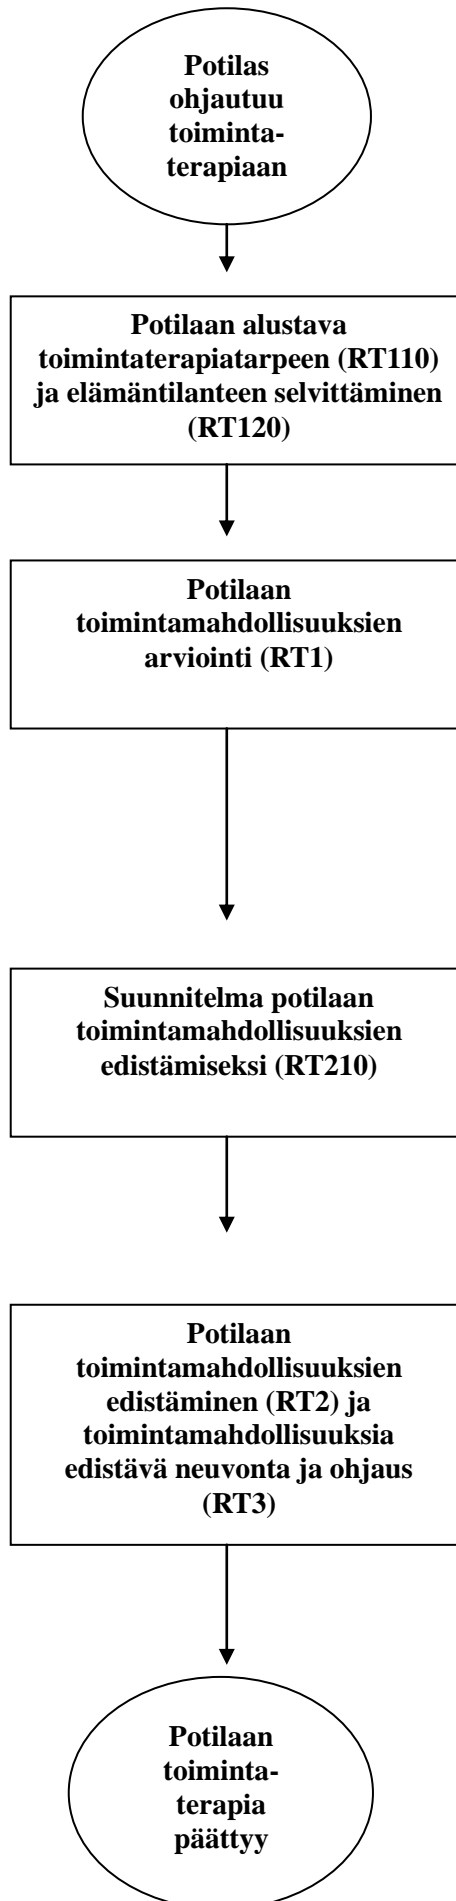 Potilas
ohjautuu
toiminta-
terapiaan
Potilaan alustava
toimintaterapiatarpeen (RT110)
ja elämäntilanteen selvittäminen
(RT120)
Potilaan
toimintamahdollisuuksien
arviointi (RT1)
Suunnitelma potilaan
toimintamahdollisuuksien
edistämiseksi (RT210)
Potilaan
toimintamahdollisuuksien
edistäminen (RT2) ja
toimintamahdollisuuksia
edistävä neuvonta ja ohjaus
(RT3)
Potilaan
toiminta-
terapia
päättyy